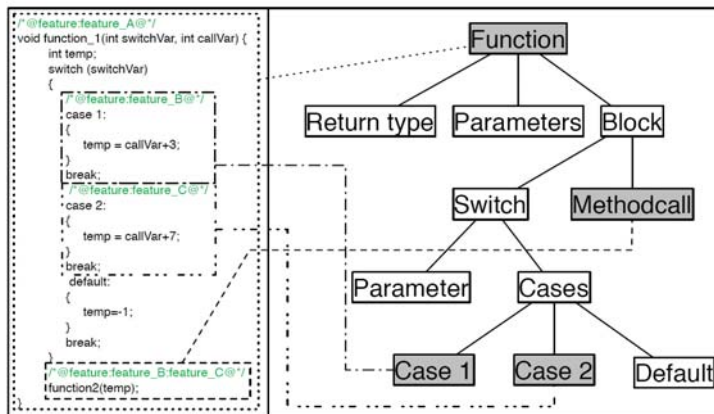 /*@feature:feature_A@*/
void function_1(int switchVar, int callVar) {
int temp;
switch (switchVar)
{
/*@feature:feature_B@*/
case 1:
{
temp = callVar+3;
}
break;
/*@feature:feature_C@*/
case 2:
{
temp = callVar+7;
}
break;
default:
{
temp=-1;
}
break;
}
/*@feature:feature_B:feature_C@*/
function2(temp);
}
Function
Return type
Parameters
Block
Switch
Methodcall
Parameter
Cases
Case 1
Case 2
Default